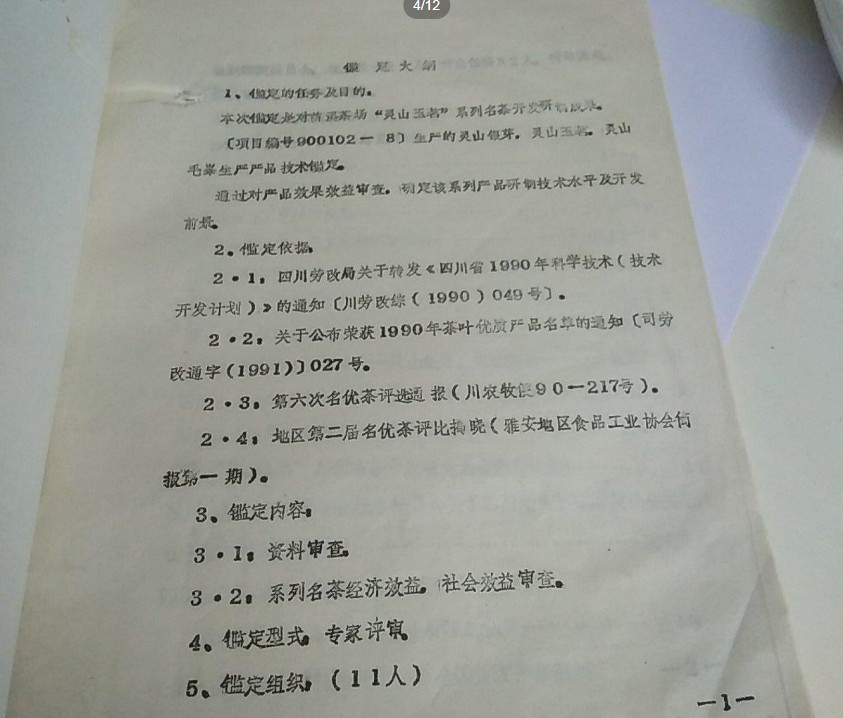 4/12
鑑定大纲
1、鑑定的任务及目的。
本次鑑定是对蒲江茶场“灵山玉茗”系列名茶开发研制成果。
〔项目编号900102－8〕生产的灵山银芽。灵山玉茗。灵山
毛峯生产产品技术鑑定。
通过对产品效果效益审查。确定该系列产品研制技术水平及开发
前景。
2。鑑定依据
2·1：四川劳改局关于转发《四川省1990年科学技术（技术
开发计划）》的通知〔川劳改综（1990）049号〕。
2·2：关于公布荣获1990年茶叶优质产品名单的通知〔司劳
改通字(1991)〕027号。
2·3：第六次名优茶评选通报（川农牧 90－217号）。
2·4：地区第二届名优茶评比揭晓（雅安地区食品工业协会简
报第一期）。
3、鑑定内容：
3·1：资料审查。
3·2：系列名茶经济效益。社会效益审查。
4、鑑定型式：专家评审。
5、鑑定组织：（11人）
－1－